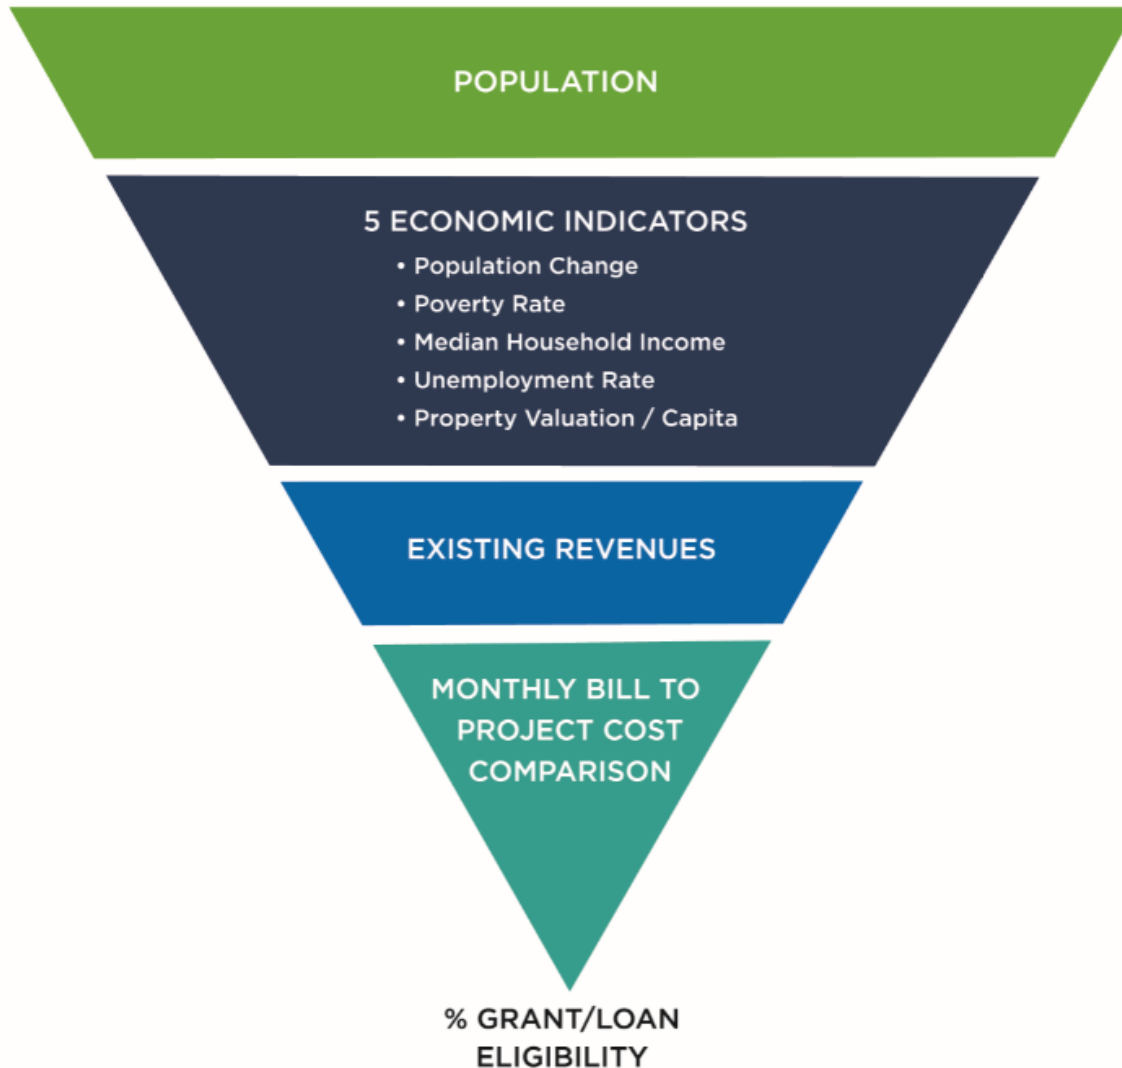 POPULATION
5 ECONOMIC INDICATORS
• Population Change
• Poverty Rate
• Median Household Income
• Unemployment Rate
• Property Valuation / Capita
EXISTING REVENUES
MONTHLY BILL TO
PROJECT COST
COMPARISON
% GRANT/LOAN
ELIGIBILITY